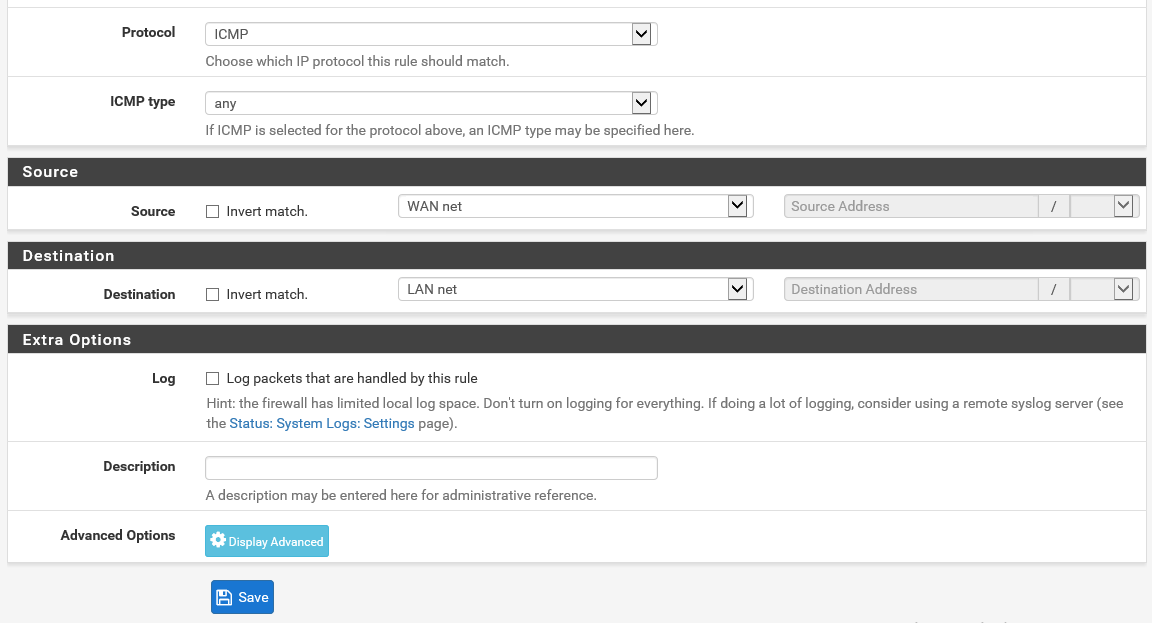 Protocol
ICMP
Choose which IP protocol this rule should match.
ICMP type
any
If ICMP is selected for the protocol above, an ICMP type may be specified here.
Source
Source
Invert match.
WAN net
Source Address
/
Destination
Destination
Invert match.
LAN net
Destination Address
/
Extra Options
Log
Log packets that are handled by this rule
Hint: the firewall has limited local log space. Don't turn on logging for everything. If doing a lot of logging, consider using a remote syslog server (see
the Status: System Logs: Settings page).
Description
A description may be entered here for administrative reference.
Advanced Options
Display Advanced
Save